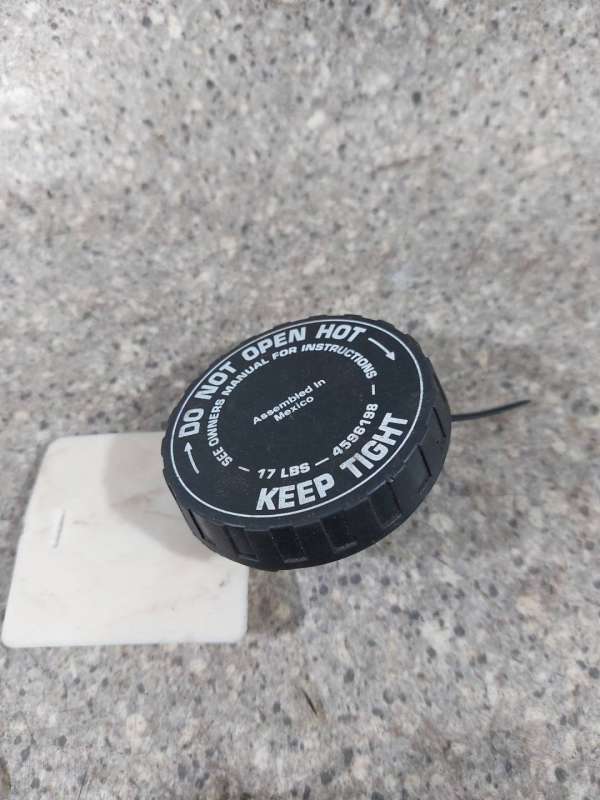 DO NOT OPEN HOT
SEE OWNERS MANUAL FOR INSTRUCTIONS
Assembled in
Mexico
17 LBS — 4596198 —
KEEP TIGHT